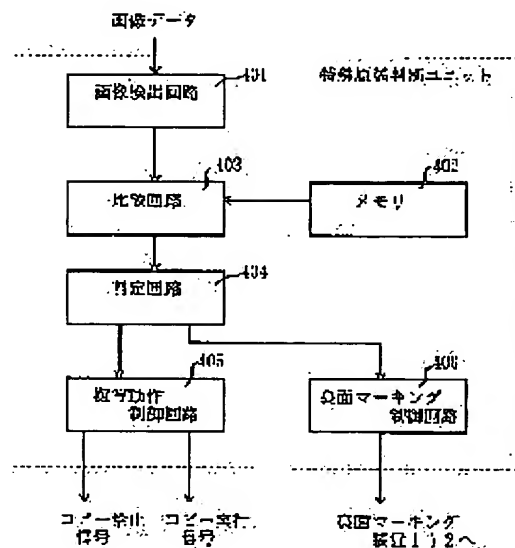 画像データ
401
特殊原稿判別ユニット
画像検出回路
403
402
比較回路
メモリ
404
判定回路
405
406
複写動作
制御回路
裏面マーキング
制御回路
コピー禁止
信号
コピー実行
信号
裏面マーキング
装置112へ